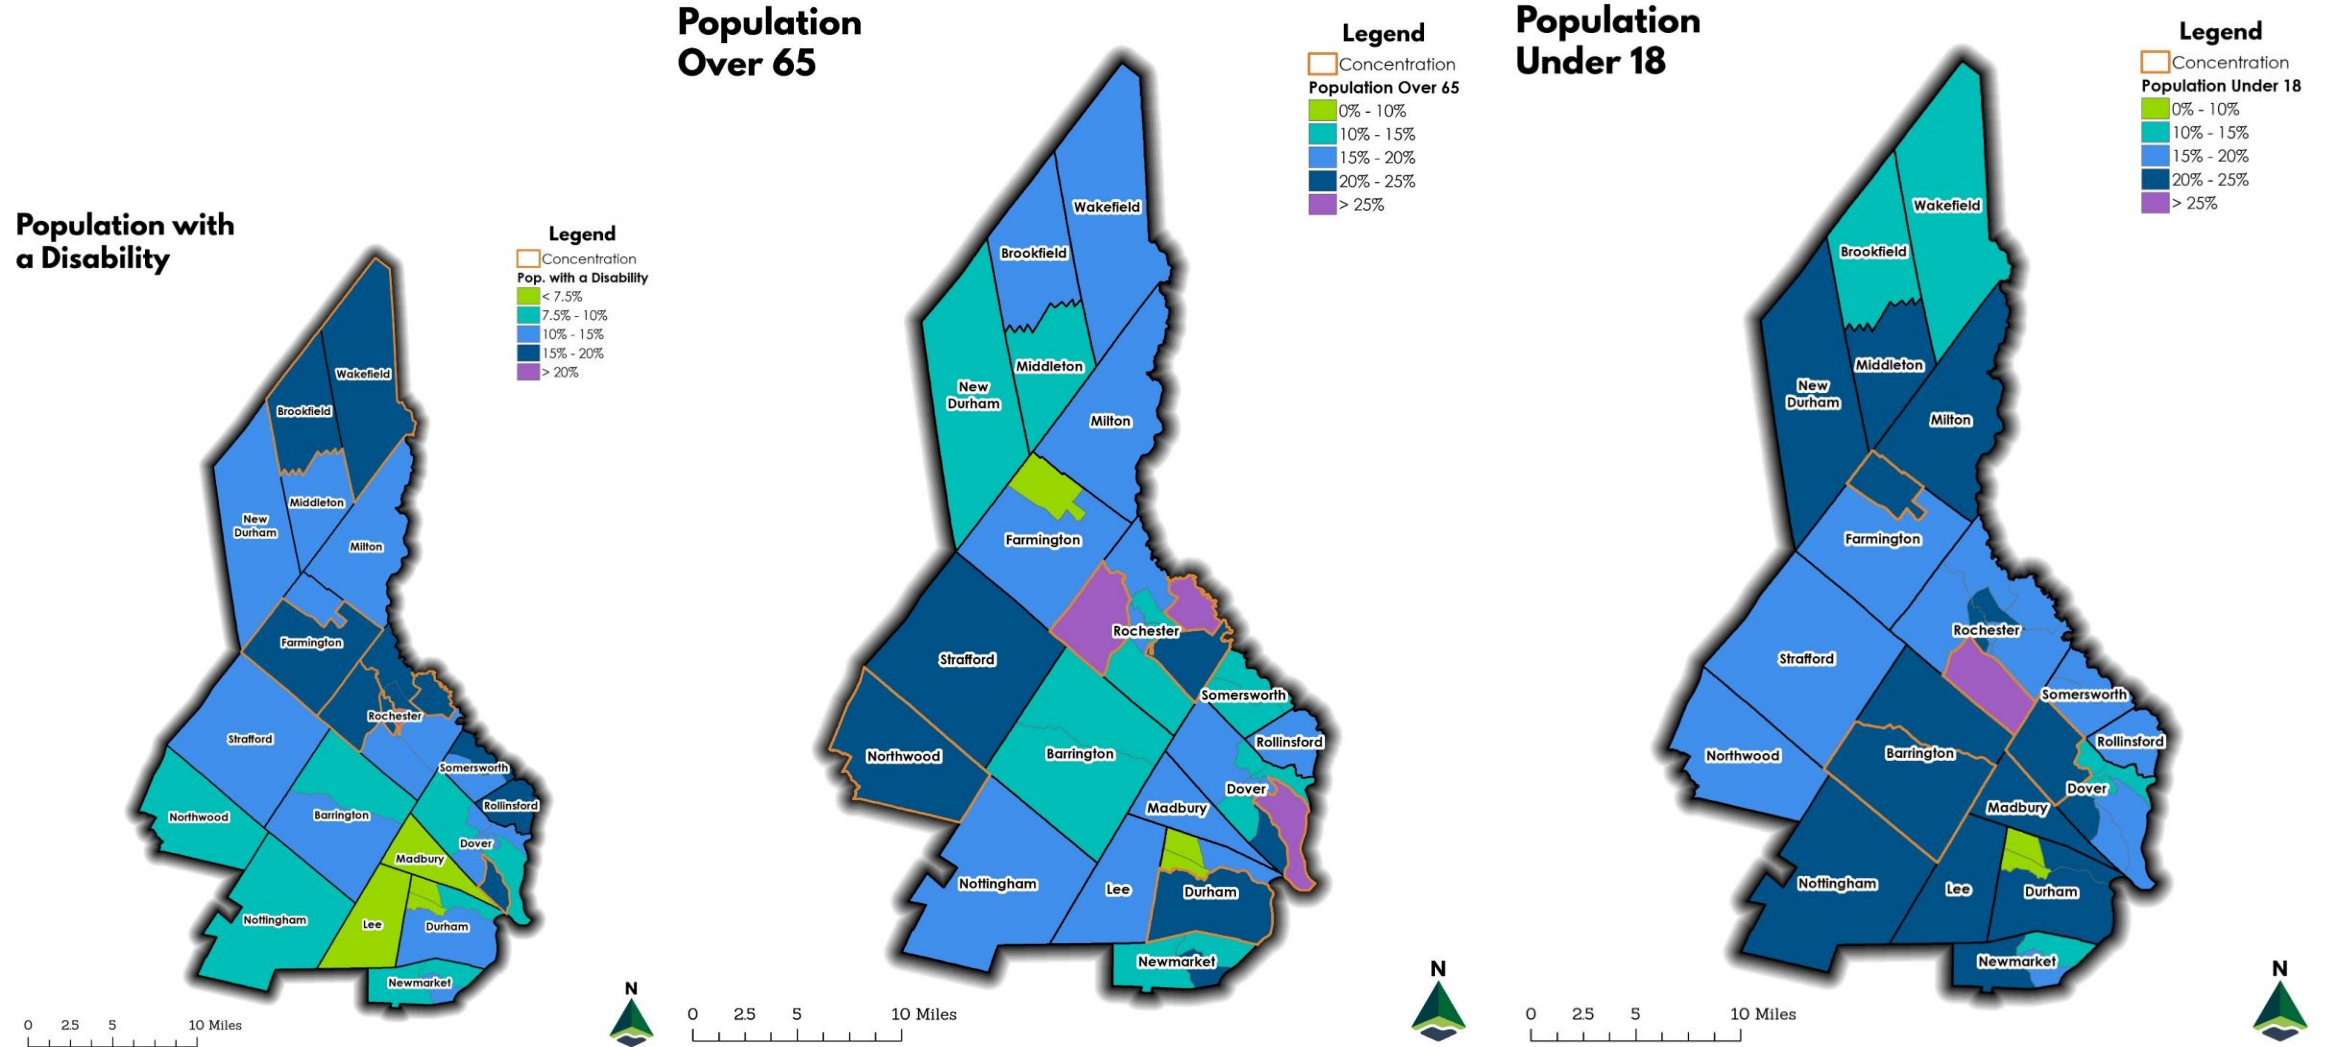 Population with
a Disability
Legend
Concentration
Pop. with a Disability
< 7.5%
7.5% - 10%
10% - 15%
15% - 20%
> 20%
Wakefield
Brookfield
Middleton
New
Durham
Milton
Farmington
Rochester
Strafford
Somersworth
Rollinsford
Northwood
Barrington
Dover
Madbury
Nottingham
Lee
Durham
Newmarket
N
0 2.5 5 10 Miles
Population
Over 65
Legend
Concentration
Population Over 65
0% - 10%
10% - 15%
15% - 20%
20% - 25%
> 25%
Wakefield
Brookfield
Middleton
New
Durham
Milton
Farmington
Rochester
Strafford
Somersworth
Rollinsford
Northwood
Barrington
Dover
Madbury
Nottingham
Lee
Durham
Newmarket
N
0 2.5 5 10 Miles
Population
Under 18
Legend
Concentration
Population Under 18
0% - 10%
10% - 15%
15% - 20%
20% - 25%
> 25%
Wakefield
Brookfield
Middleton
New
Durham
Milton
Farmington
Rochester
Strafford
Somersworth
Rollinsford
Northwood
Barrington
Dover
Madbury
Nottingham
Lee
Durham
Newmarket
N
0 2.5 5 10 Miles